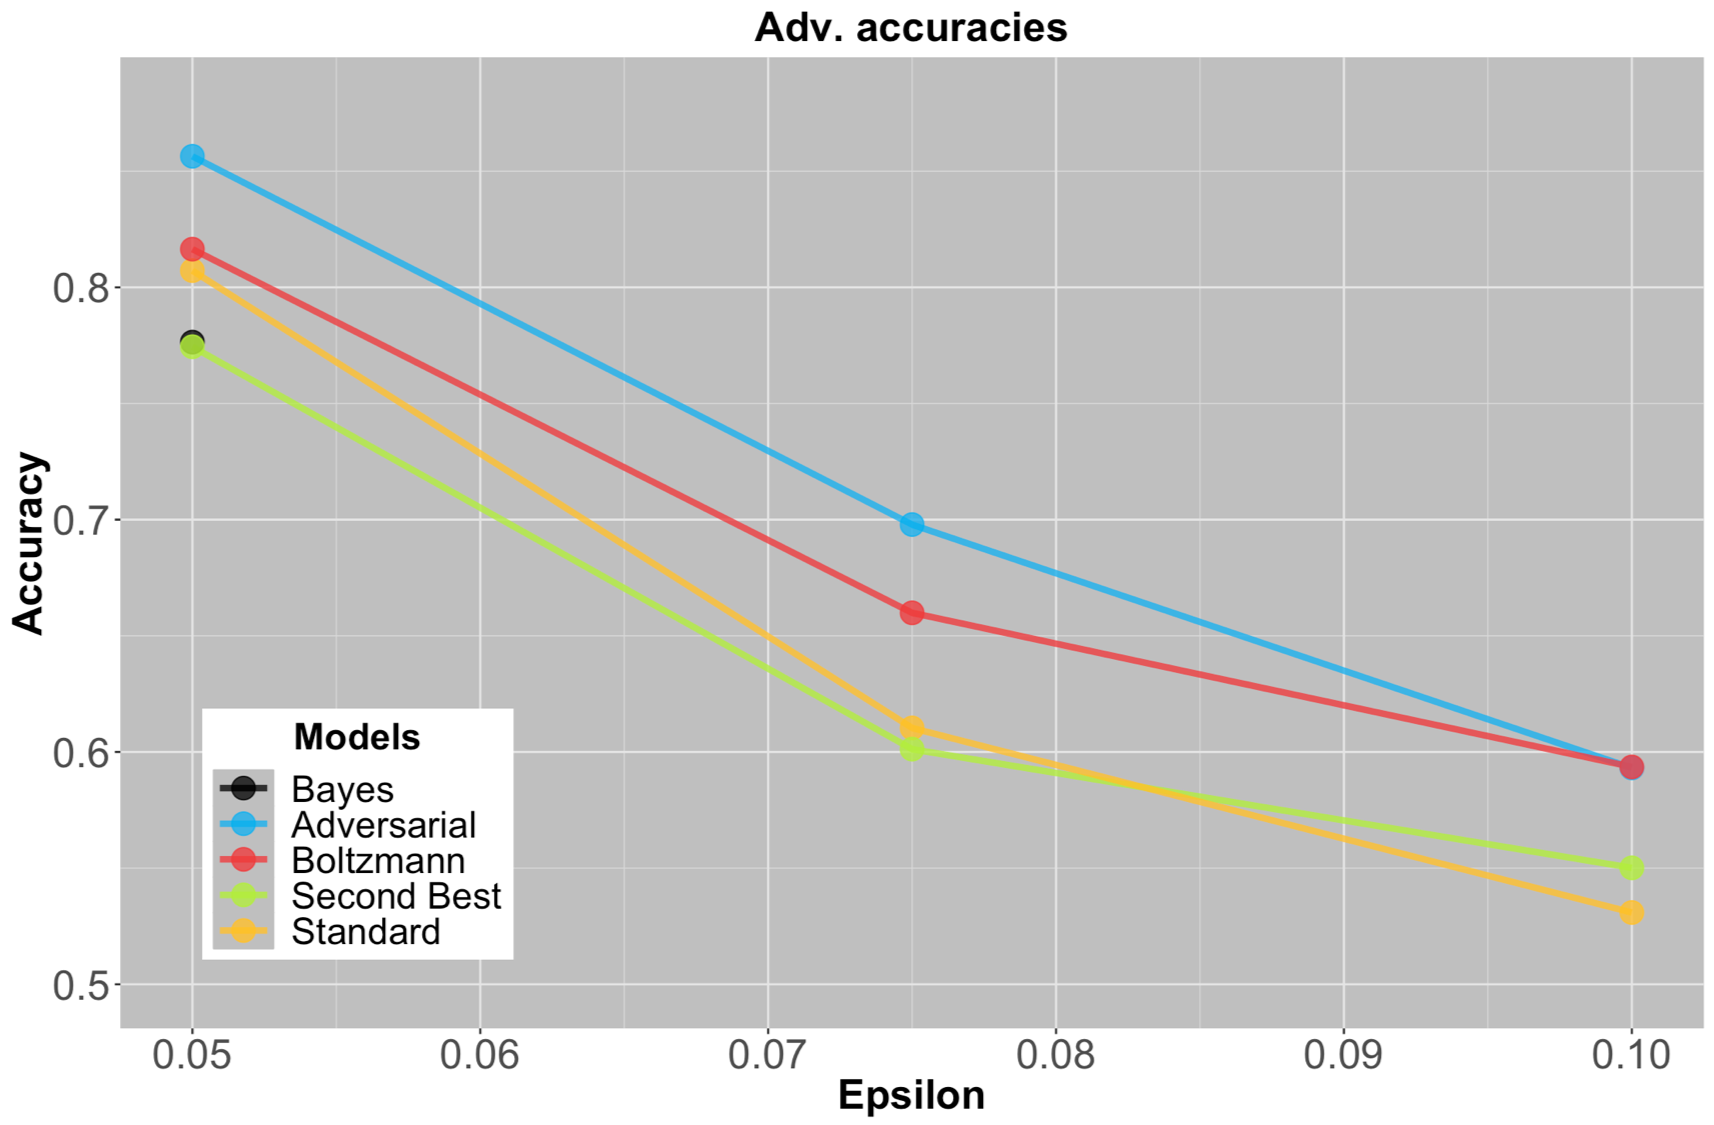 Adv. accuracies
Accuracy
0.8
0.7
0.6
0.5
Models
Bayes
Adversarial
Boltzmann
Second Best
Standard
0.05 0.06 0.07 0.08 0.09 0.10
Epsilon